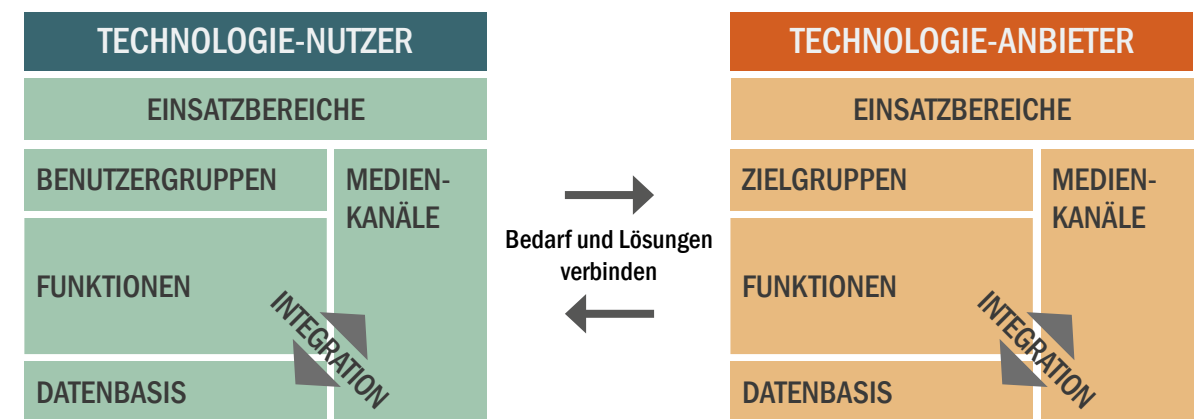 TECHNOLOGIE-NUTZER
EINSATZBEREICHE
BENUTZERGRUPPEN
MEDIEN-
KANÄLE
FUNKTIONEN
INTEGRATION
DATENBASIS
Bedarf und Lösungen
verbinden
TECHNOLOGIE-ANBIETER
EINSATZBEREICHE
ZIELGRUPPEN
MEDIEN-
KANÄLE
FUNKTIONEN
INTEGRATION
DATENBASIS